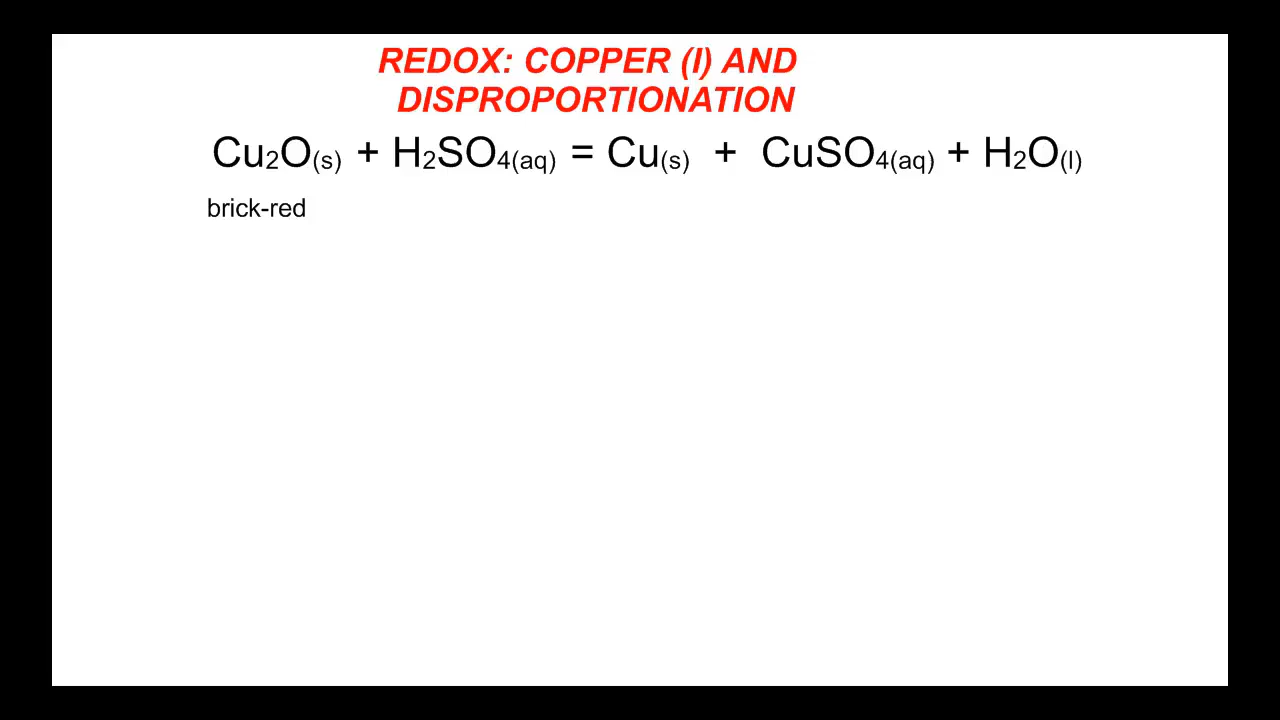 REDOX: COPPER (I) AND
DISPROPORTIONATION
Cu2O(s) + H2SO4(aq) = Cu(s) + CuSO4(aq) + H2O(l)
brick-red